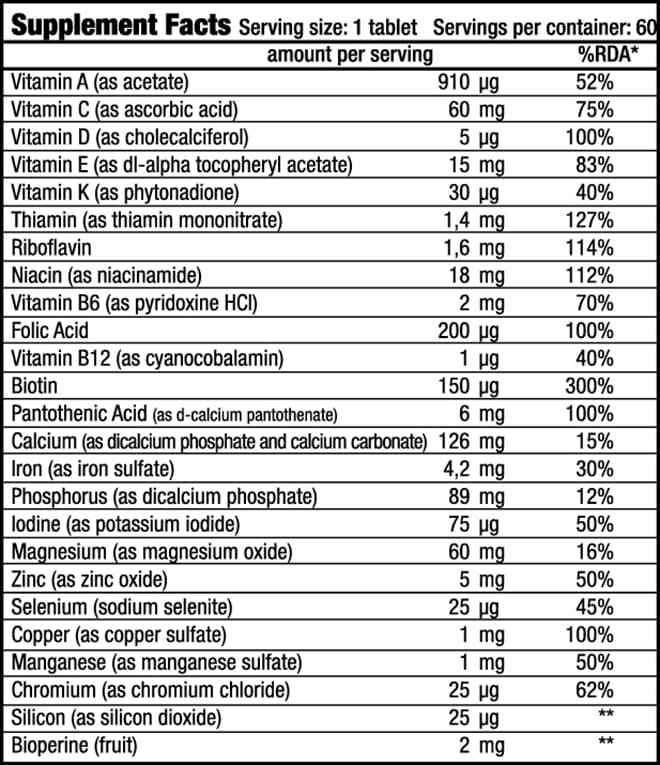 Supplement Facts Serving size: 1 tablet Servings per container: 60
amount per serving %RDA*
Vitamin A (as acetate) 910 µg 52%
Vitamin C (as ascorbic acid) 60 mg 75%
Vitamin D (as cholecalciferol) 5 µg 100%
Vitamin E (as dl-alpha tocopheryl acetate) 15 mg 83%
Vitamin K (as phytonadione) 30 µg 40%
Thiamin (as thiamin mononitrate) 1,4 mg 127%
Riboflavin 1,6 mg 114%
Niacin (as niacinamide) 18 mg 112%
Vitamin B6 (as pyridoxine HCl) 2 mg 70%
Folic Acid 200 µg 100%
Vitamin B12 (as cyanocobalamin) 1 µg 40%
Biotin 150 µg 300%
Pantothenic Acid (as d-calcium pantothenate) 6 mg 100%
Calcium (as dicalcium phosphate and calcium carbonate) 126 mg 15%
Iron (as iron sulfate) 4,2 mg 30%
Phosphorus (as dicalcium phosphate) 89 mg 12%
Iodine (as potassium iodide) 75 µg 50%
Magnesium (as magnesium oxide) 60 mg 16%
Zinc (as zinc oxide) 5 mg 50%
Selenium (sodium selenite) 25 µg 45%
Copper (as copper sulfate) 1 mg 100%
Manganese (as manganese sulfate) 1 mg 50%
Chromium (as chromium chloride) 25 µg 62%
Silicon (as silicon dioxide) 25 µg **
Bioperine (fruit) 2 mg **